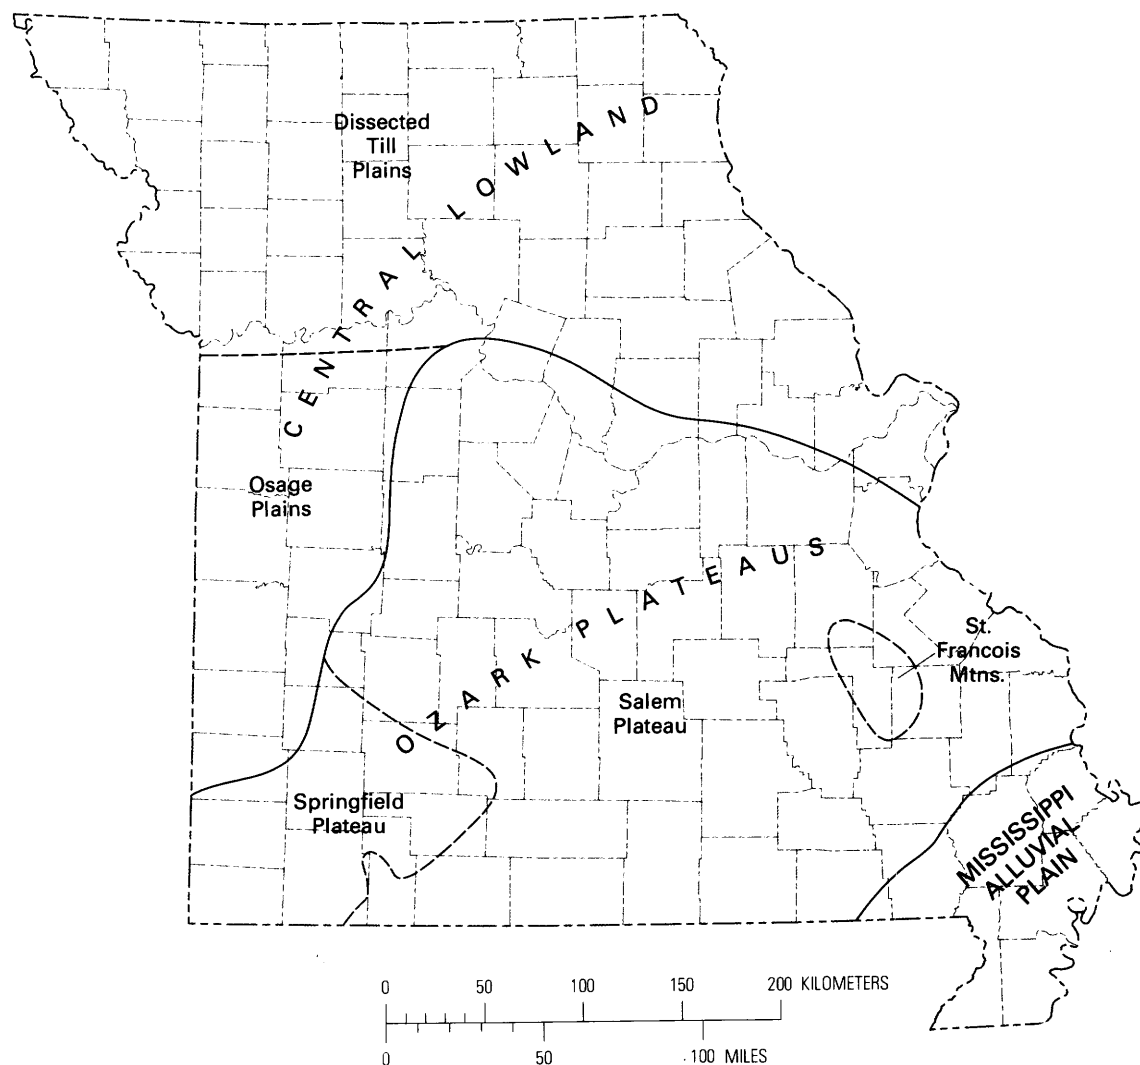 Dissected
Till
Plains
CENTRAL LOWLAND
Osage
Plains
OZARK PLATEAUS
St.
Francois
Mtns.
Salem
Plateau
Springfield
Plateau
MISSISSIPPI
ALLUVIAL
PLAIN
0 50 100 150 200 KILOMETERS
0 50 100 MILES